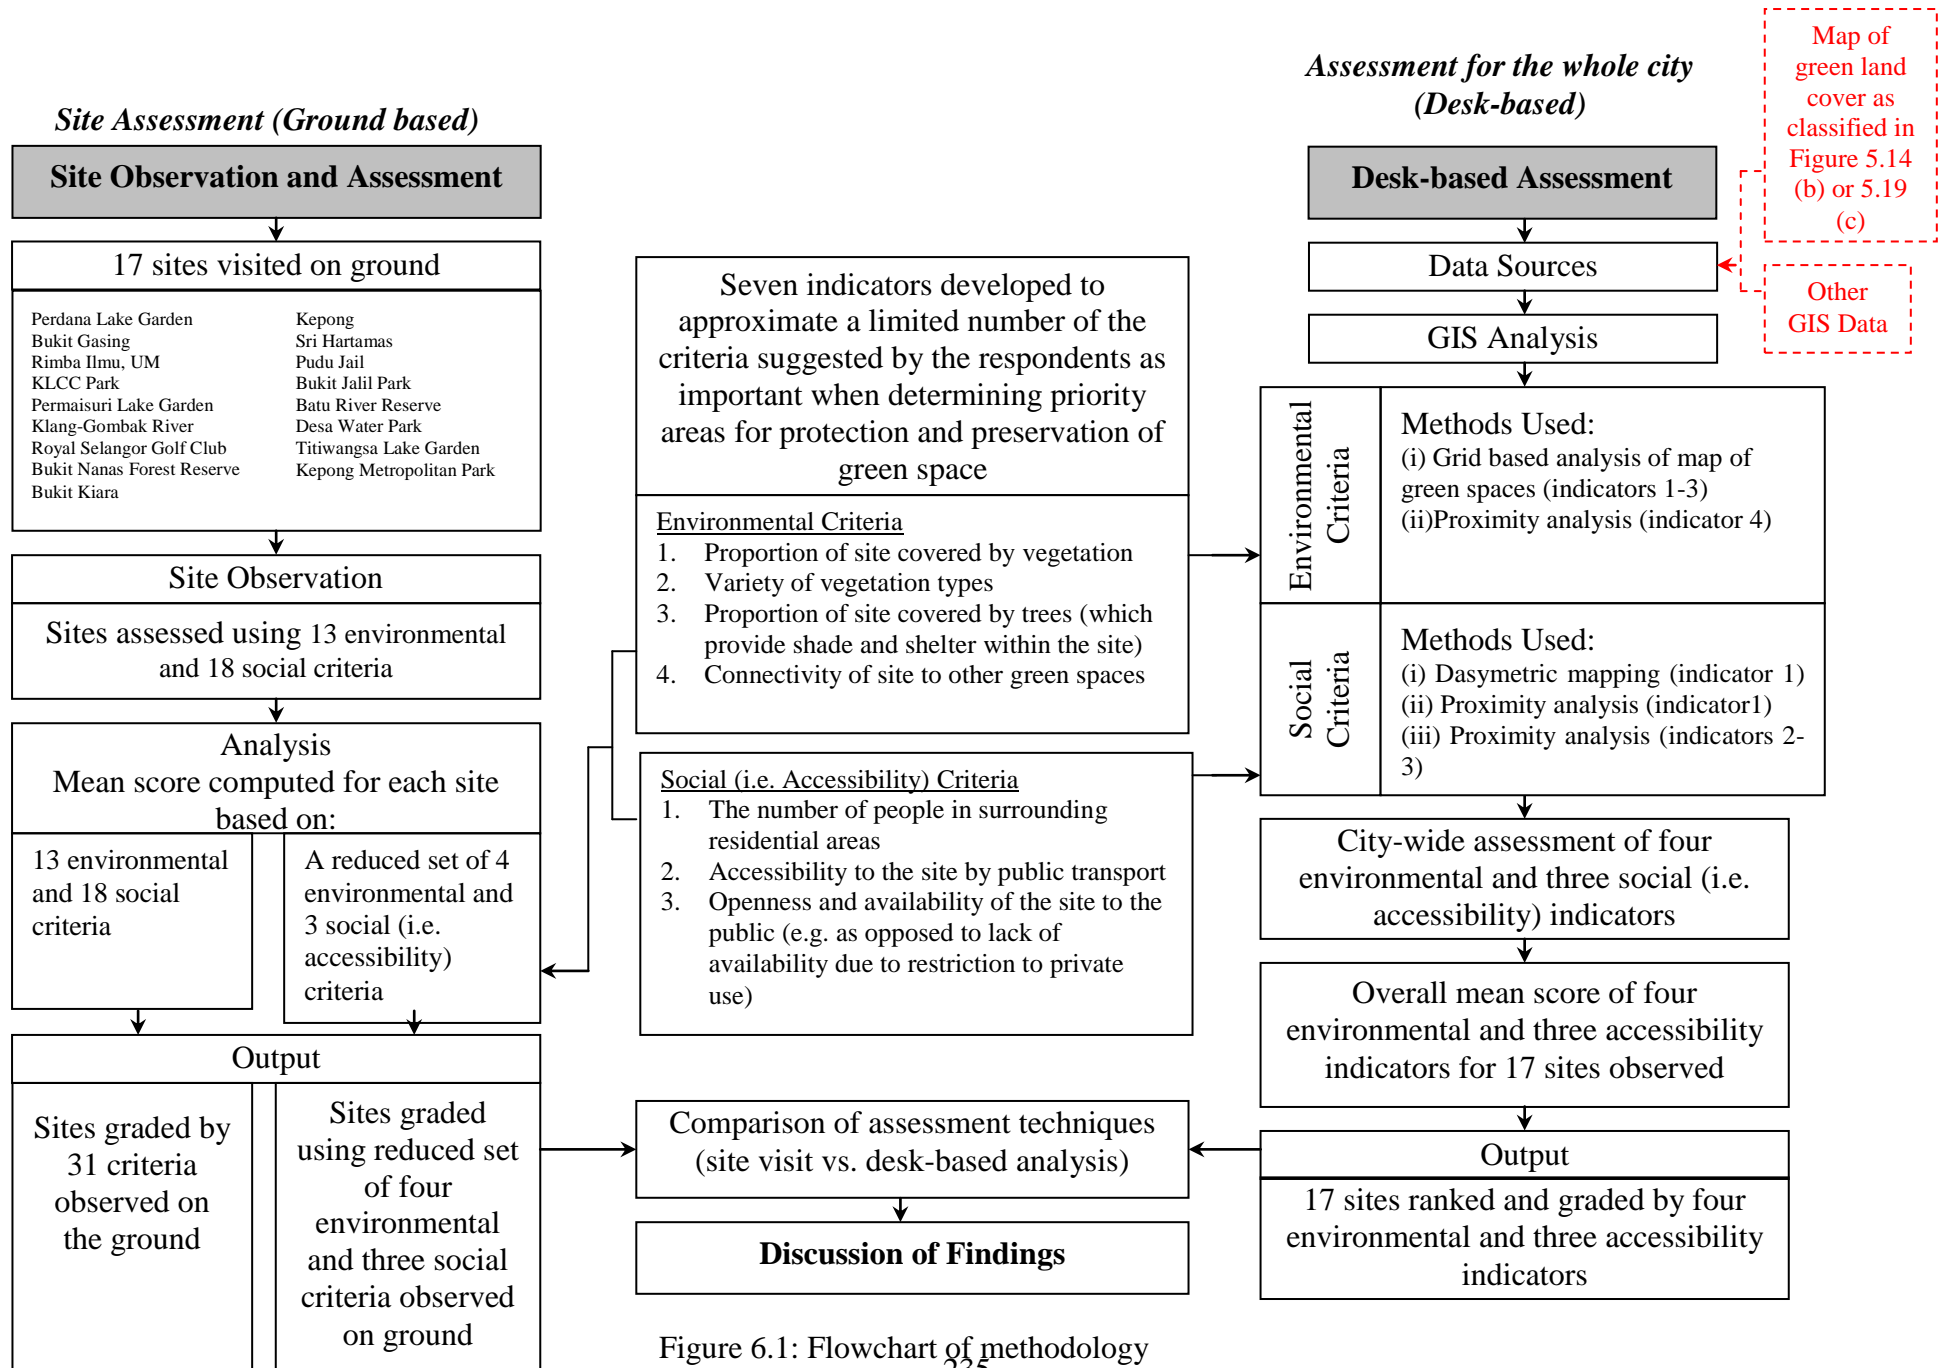 Site Assessment (Ground based)
Site Observation and Assessment
17 sites visited on ground
Perdana Lake Garden
Bukit Gasing
Rimba Ilmu, UM
KLCC Park
Permaisuri Lake Garden
Klang-Gombak River
Royal Selangor Golf Club
Bukit Nanas Forest Reserve
Bukit Kiara
Kepong
Sri Hartamas
Pudu Jail
Bukit Jalil Park
Batu River Reserve
Desa Water Park
Titiwangsa Lake Garden
Kepong Metropolitan Park
Site Observation
Sites assessed using 13 environmental
and 18 social criteria
Analysis
Mean score computed for each site
based on:
13 environmental
and 18 social
criteria
A reduced set of 4
environmental and
3 social (i.e.
accessibility)
criteria
Output
Sites graded by
31 criteria
observed on
the ground
Sites graded
using reduced set
of four
environmental
and three social
criteria observed
on ground
Seven indicators developed to
approximate a limited number of the
criteria suggested by the respondents as
important when determining priority
areas for protection and preservation of
green space
Environmental Criteria
1. Proportion of site covered by vegetation
2. Variety of vegetation types
3. Proportion of site covered by trees (which
provide shade and shelter within the site)
4. Connectivity of site to other green spaces
Social (i.e. Accessibility) Criteria
1. The number of people in surrounding
residential areas
2. Accessibility to the site by public transport
3. Openness and availability of the site to the
public (e.g. as opposed to lack of
availability due to restriction to private
use)
Comparison of assessment techniques
(site visit vs. desk-based analysis)
Discussion of Findings
Assessment for the whole city
(Desk-based)
Desk-based Assessment
Data Sources
GIS Analysis
Map of
green land
cover as
classified in
Figure 5.14
(b) or 5.19
(c)
Other
GIS Data
Environmental
Criteria
Methods Used:
(i) Grid based analysis of map of
green spaces (indicators 1-3)
(ii)Proximity analysis (indicator 4)
Social
Criteria
Methods Used:
(i) Dasymetric mapping (indicator 1)
(ii) Proximity analysis (indicator1)
(iii) Proximity analysis (indicators 2-
3)
City-wide assessment of four
environmental and three social (i.e.
accessibility) indicators
Overall mean score of four
environmental and three accessibility
indicators for 17 sites observed
Output
17 sites ranked and graded by four
environmental and three accessibility
indicators
Figure 6.1: Flowchart of methodology
235